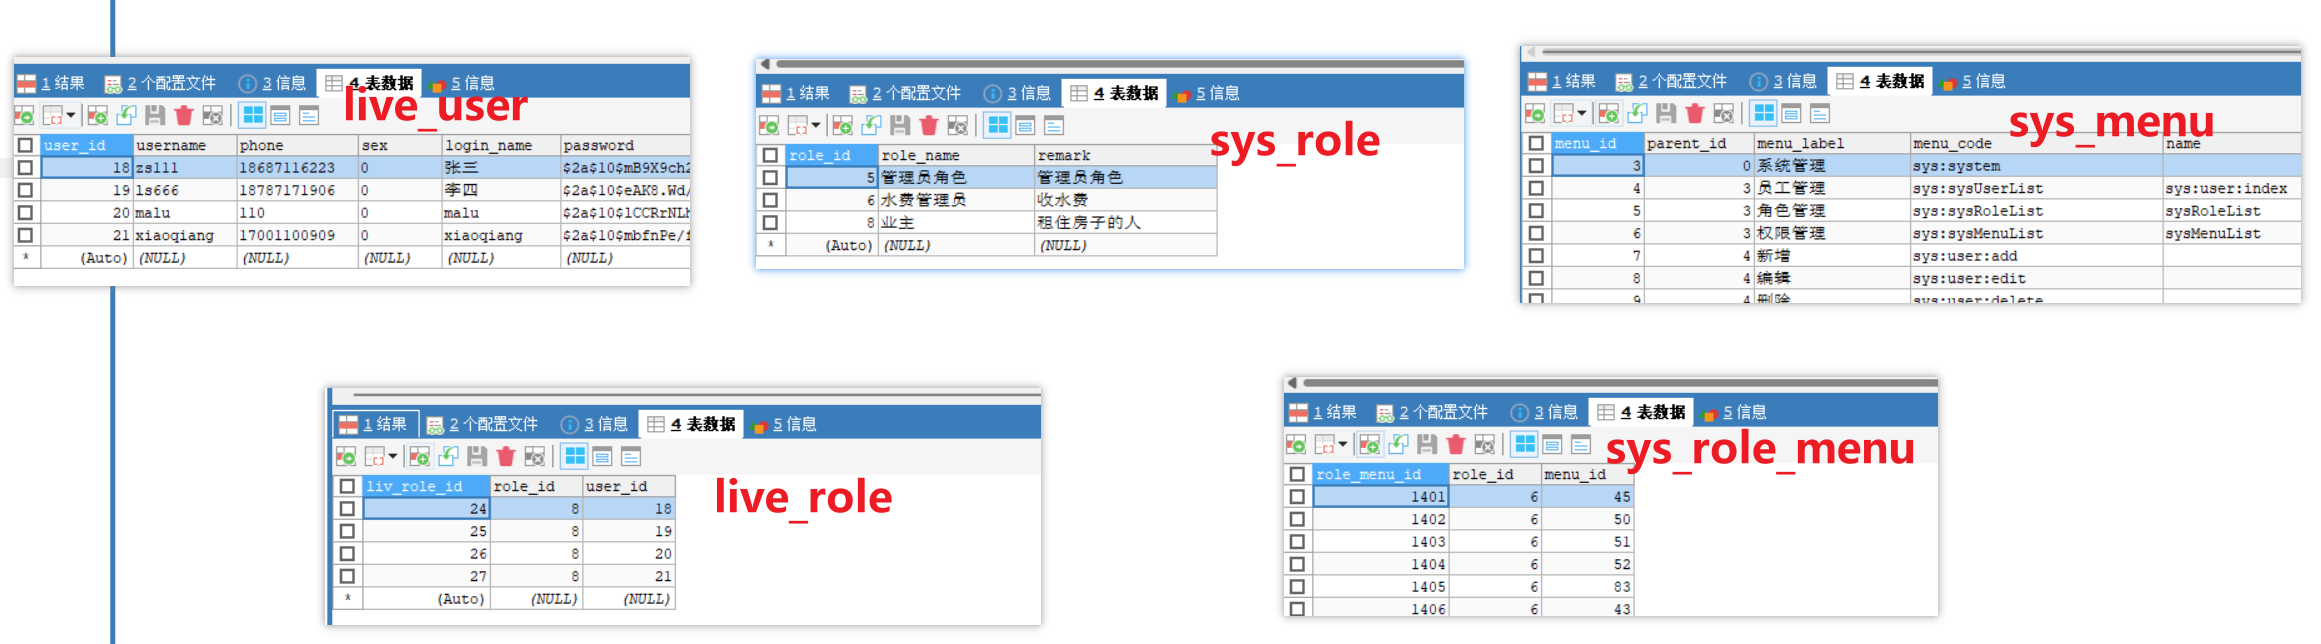 1 结果 2 个配置文件 3 信息 4 表数据 5 信息
live_user
user_id username phone sex login_name password
18 zs111 18687116223 0 张三 $2a$10$mB9X9ch2
19 ls666 18787171906 0 李四 $2a$10$eAK8.Wd/
20 malu 110 0 malu $2a$10$lCCRrNLh
21 xiaoqiang 17001100909 0 xiaoqiang $2a$10$mbfnPe/f
* (Auto) (NULL) (NULL) (NULL) (NULL) (NULL)
1 结果 2 个配置文件 3 信息 4 表数据 5 信息
sys_role
role_id role_name remark
5 管理员角色 管理员角色
6 水费管理员 收水费
8 业主 租住房子的人
* (Auto) (NULL) (NULL)
1 结果 2 个配置文件 3 信息 4 表数据 5 信息
sys_menu
menu_id parent_id menu_label menu_code name
3 0 系统管理 sys:system
4 3 员工管理 sys:sysUserList sys:user:index
5 3 角色管理 sys:sysRoleList sysRoleList
6 3 权限管理 sys:sysMenuList sysMenuList
7 4 新增 sys:user:add
8 4 编辑 sys:user:edit
9 4 删除 sys:user:delete
1 结果 2 个配置文件 3 信息 4 表数据 5 信息
live_role
liv_role_id role_id user_id
24 8 18
25 8 19
26 8 20
27 8 21
* (Auto) (NULL) (NULL)
1 结果 2 个配置文件 3 信息 4 表数据 5 信息
sys_role_menu
role_menu_id role_id menu_id
1401 6 45
1402 6 50
1403 6 51
1404 6 52
1405 6 83
1406 6 43